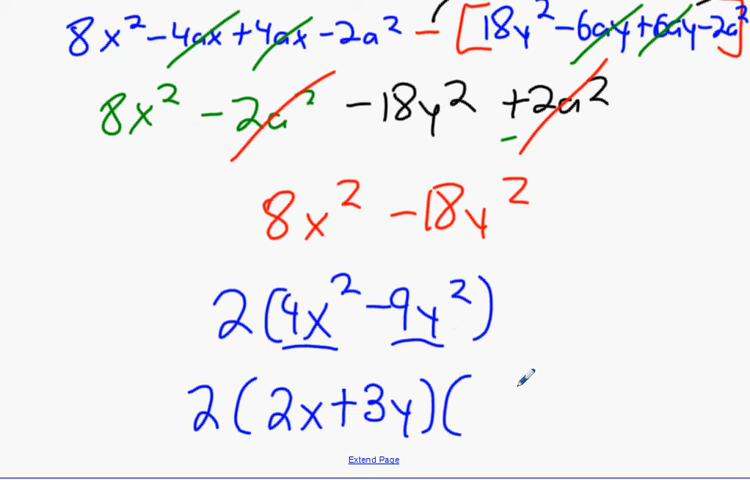 8x² - 4ax + 4ax - 2a² - [18y² - 6ay + 6ay - 2a²]
8x² - 2a² - 18y² + 2a²
8x² - 18y²
2(4x² - 9y²)
2(2x+3y)(
Extend Page